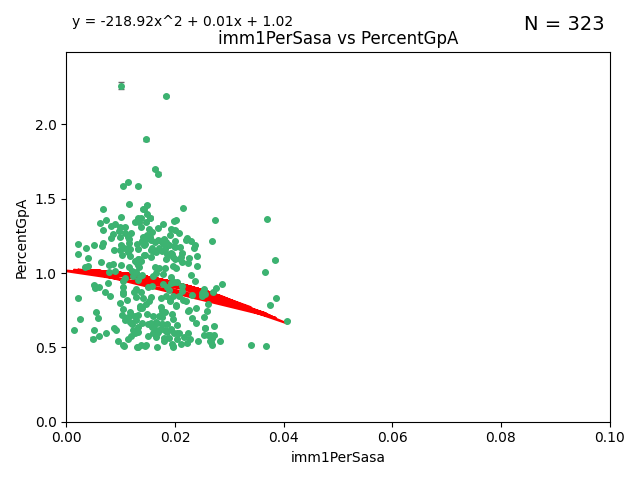 y = -218.92x^2 + 0.01x + 1.02
N = 323
imm1PerSasa vs PercentGpA
PercentGpA
2.0
1.5
1.0
0.5
0.0
0.00 0.02 0.04 0.06 0.08 0.10
imm1PerSasa